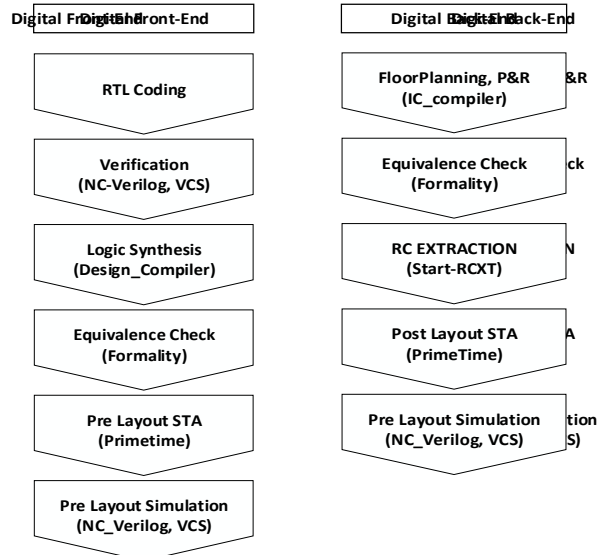 Digital Front-End
RTL Coding
Verification
(NC-Verilog, VCS)
Logic Synthesis
(Design_Compiler)
Equivalence Check
(Formality)
Pre Layout STA
(Primetime)
Pre Layout Simulation
(NC_Verilog, VCS)
Digital Back-End
FloorPlanning, P&R
(IC_compiler)
Equivalence Check
(Formality)
RC EXTRACTION
(Start-RCXT)
Post Layout STA
(PrimeTime)
Pre Layout Simulation
(NC_Verilog, VCS)